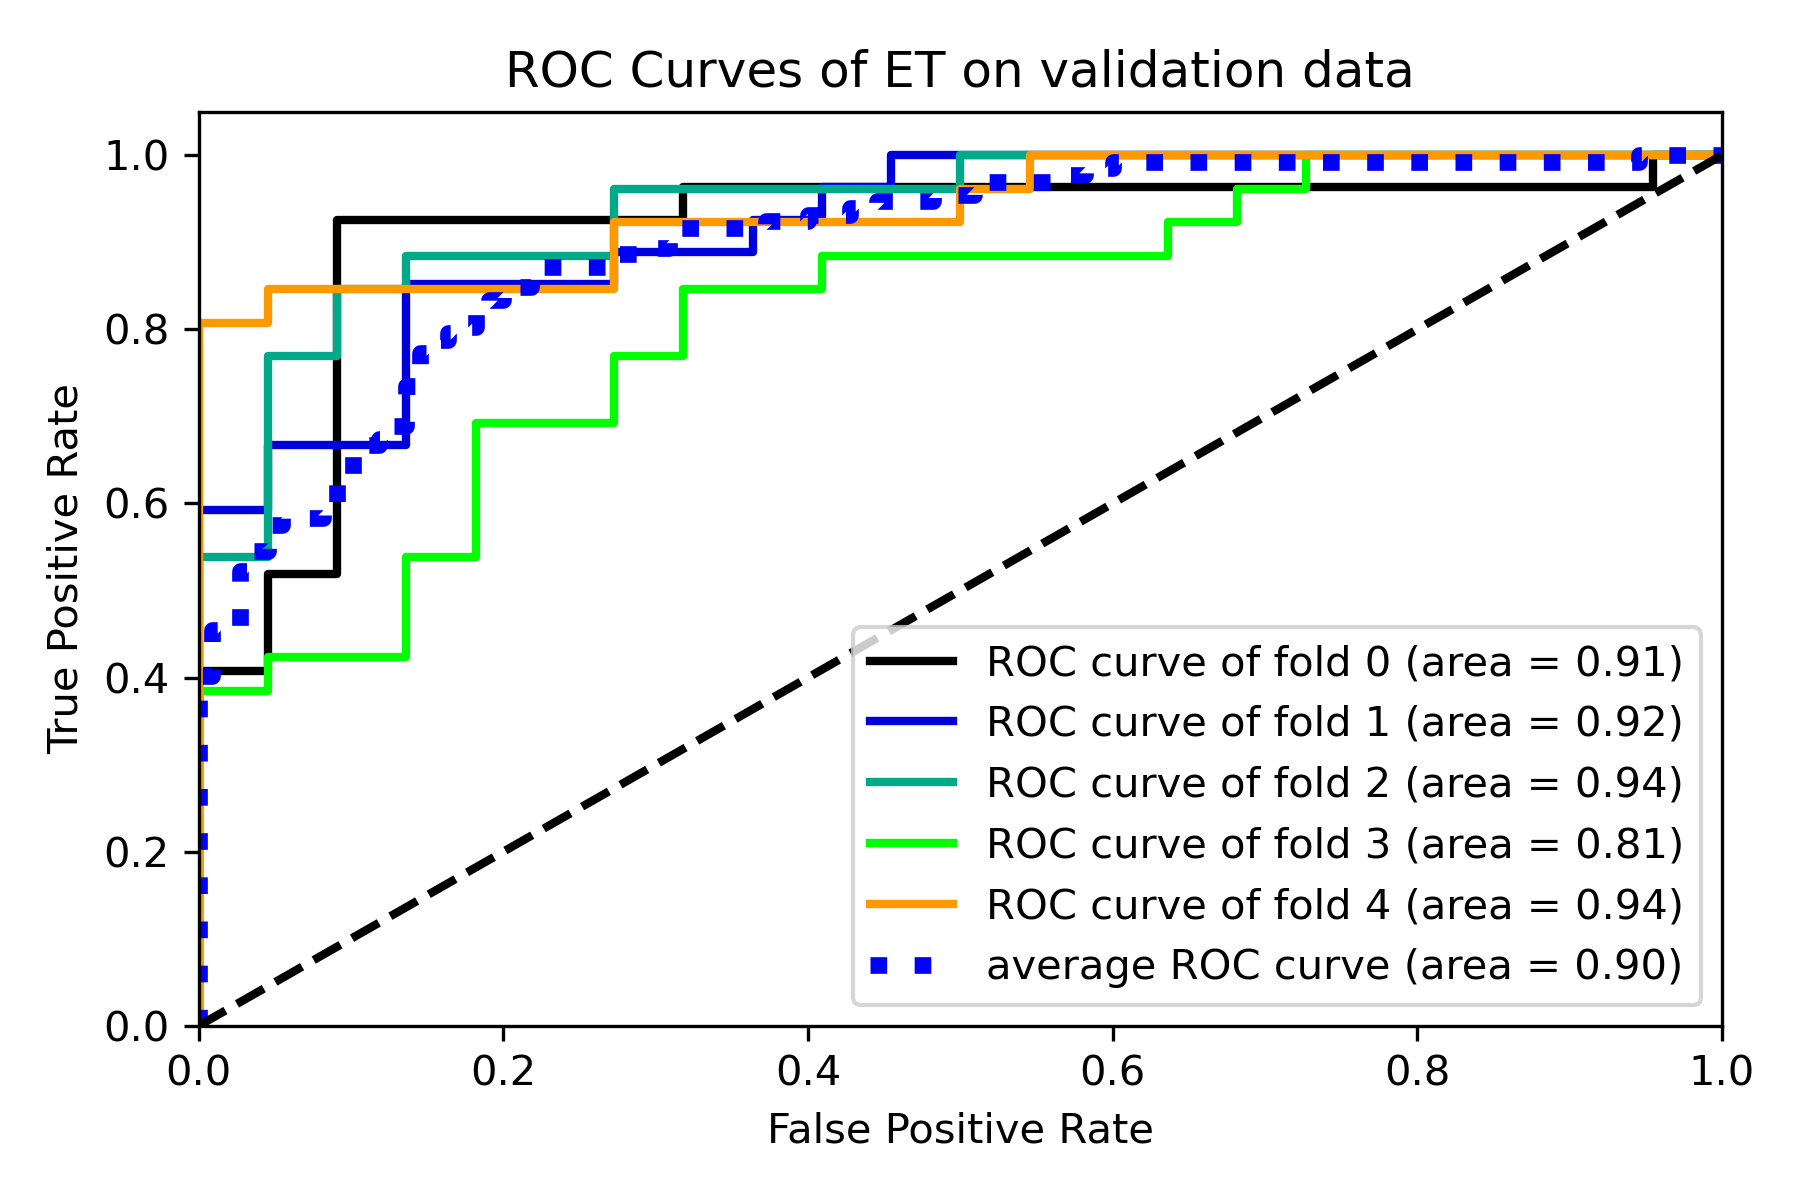 ROC Curves of ET on validation data
1.0
0.8
0.6
0.4
0.2
0.0
True Positive Rate
ROC curve of fold 0 (area = 0.91)
ROC curve of fold 1 (area = 0.92)
ROC curve of fold 2 (area = 0.94)
ROC curve of fold 3 (area = 0.81)
ROC curve of fold 4 (area = 0.94)
average ROC curve (area = 0.90)
0.0 0.2 0.4 0.6 0.8 1.0
False Positive Rate